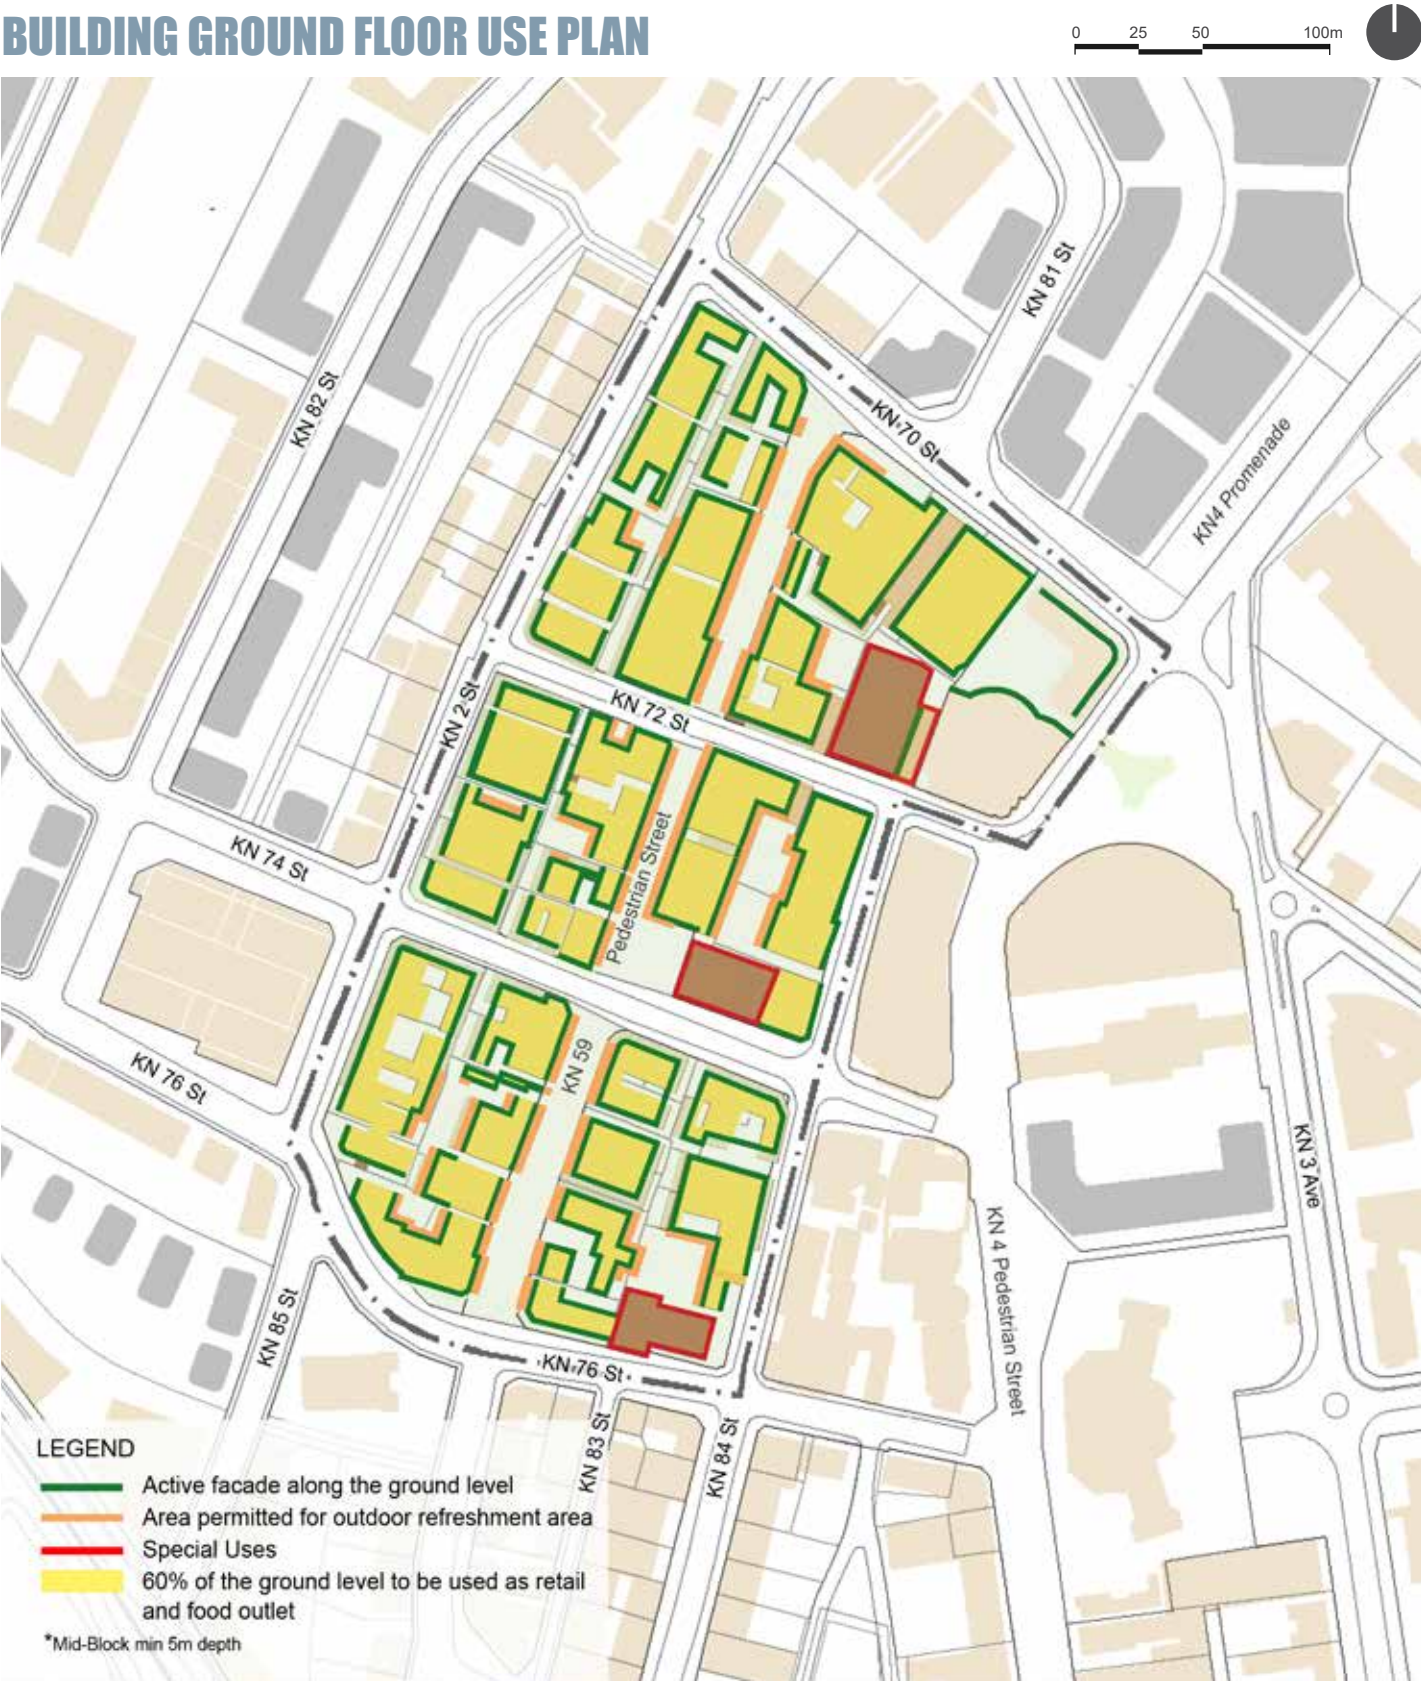 BUILDING GROUND FLOOR USE PLAN
0 25 50 100m
KN 81 St
KN 82 St
KN 70 St
KN4 Promenade
KN 2 St
KN 72 St
Pedestrian Street
KN 74 St
KN 59
KN 76 St
KN 3 Ave
KN 4 Pedestrian Street
KN 85 St
KN 76 St
KN 83 St
KN 84 St
LEGEND
Active facade along the ground level
Area permitted for outdoor refreshment area
Special Uses
60% of the ground level to be used as retail
and food outlet
*Mid-Block min 5m depth